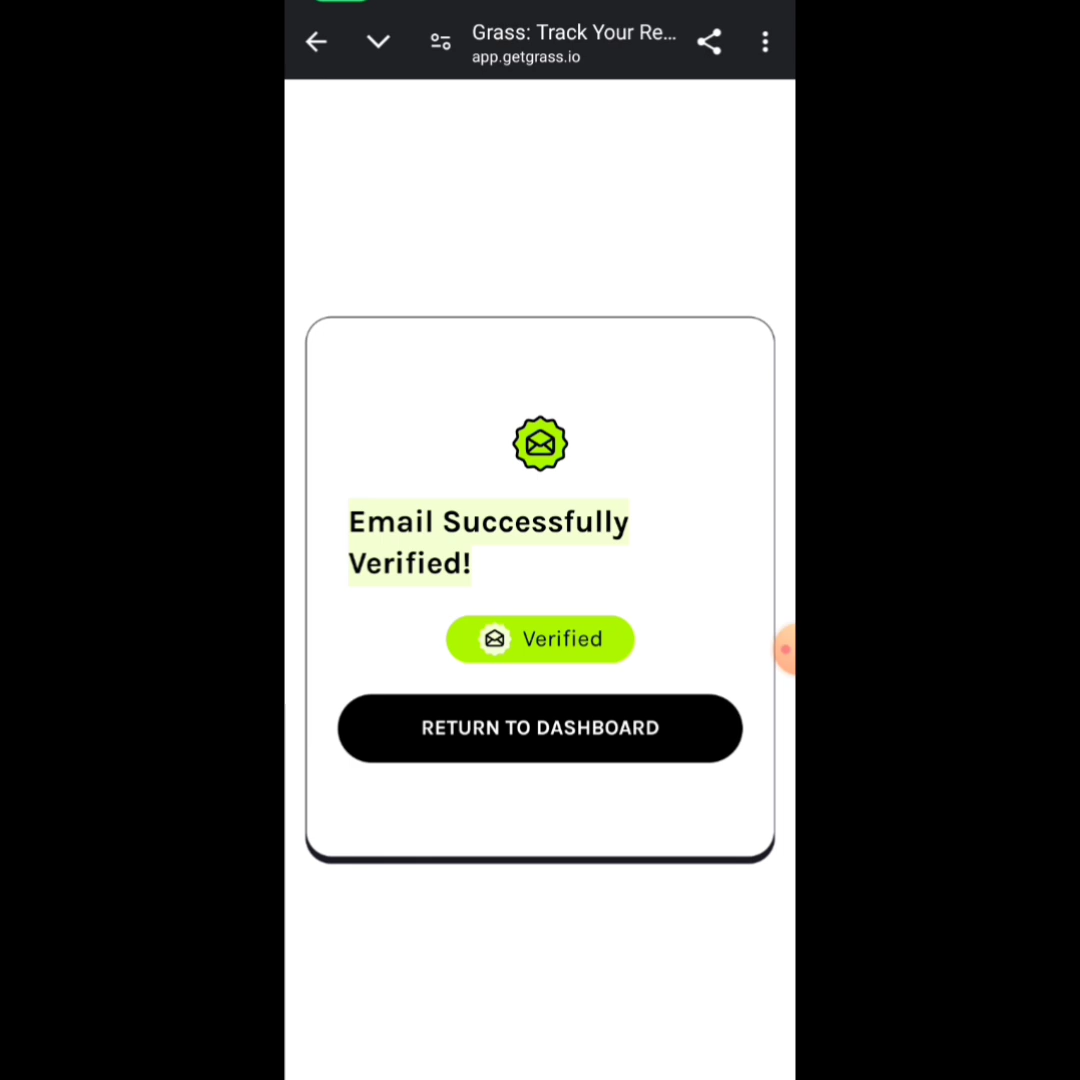 Grass: Track Your Re...
app.getgrass.io
Email Successfully
Verified!
Verified
RETURN TO DASHBOARD